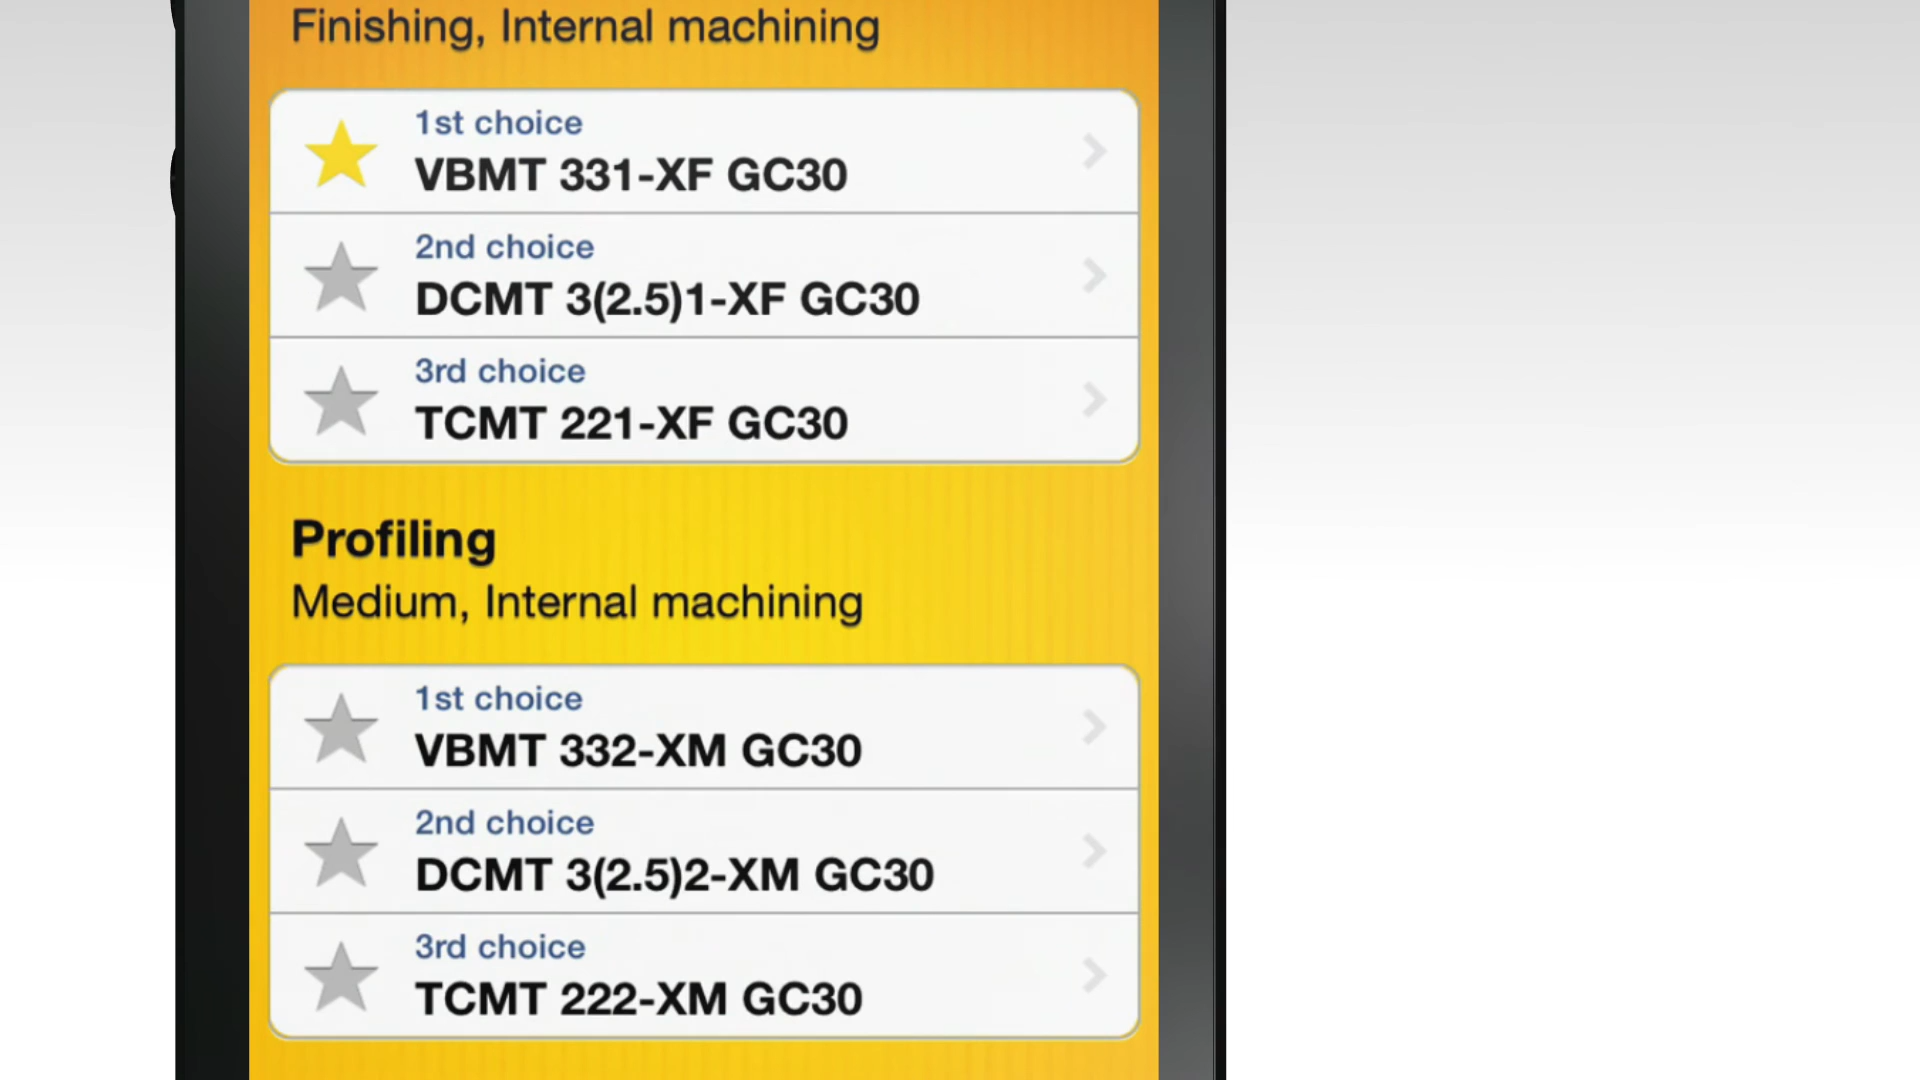 Finishing, Internal machining
1st choice
VBMT 331-XF GC30
2nd choice
DCMT 3(2.5)1-XF GC30
3rd choice
TCMT 221-XF GC30
Profiling
Medium, Internal machining
1st choice
VBMT 332-XM GC30
2nd choice
DCMT 3(2.5)2-XM GC30
3rd choice
TCMT 222-XM GC30